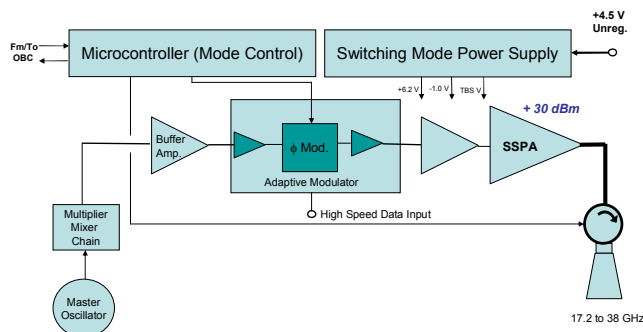 +4.5 V
Unreg.
Fm/To
OBC
Microcontroller (Mode Control)
Switching Mode Power Supply
+6.2 V
-1.0 V
TBS V
+ 30 dBm
Buffer
Amp.
ϕ Mod.
SSPA
Adaptive Modulator
High Speed Data Input
Multiplier
Mixer
Chain
Master
Oscillator
17.2 to 38 GHz